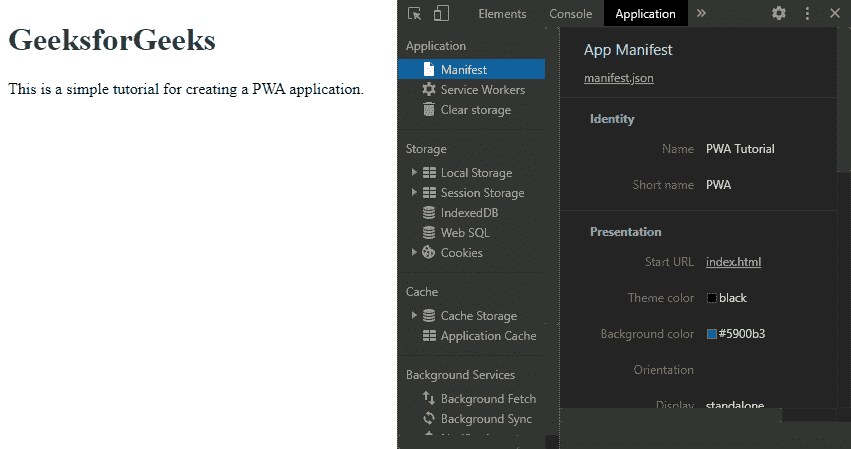 GeeksforGeeks
This is a simple tutorial for creating a PWA application.
Elements Console Application »
Application
Manifest
Service Workers
Clear storage
Storage
Local Storage
Session Storage
IndexedDB
Web SQL
Cookies
Cache
Cache Storage
Application Cache
Background Services
Background Fetch
Background Sync
App Manifest
manifest.json
Identity
Name PWA Tutorial
Short name PWA
Presentation
Start URL index.html
Theme color black
Background color #5900b3
Orientation
Display standalone